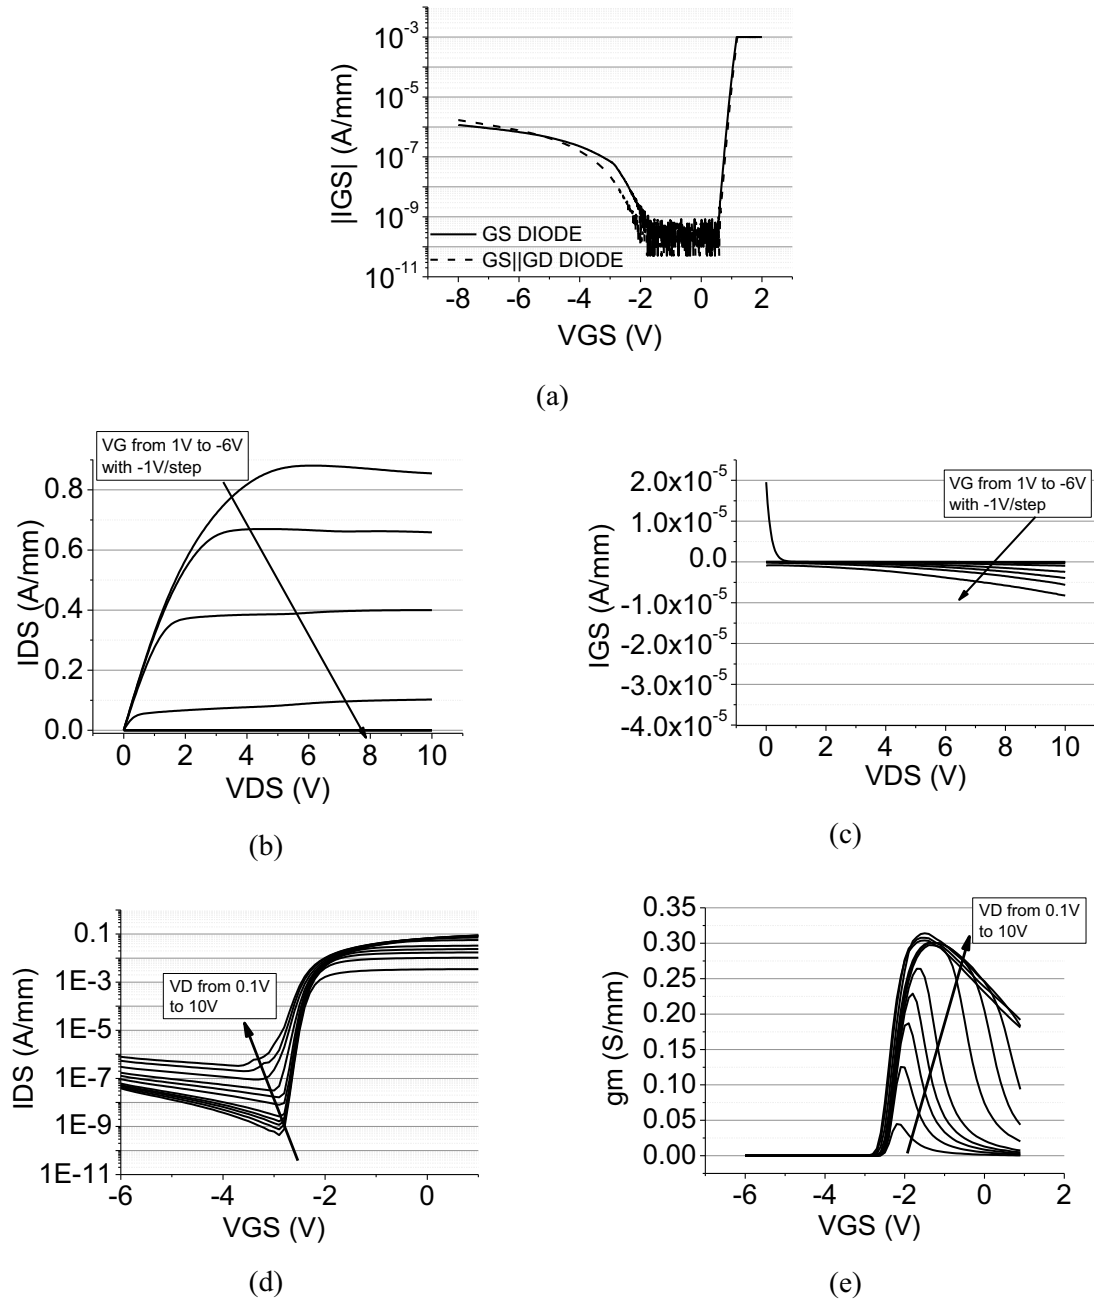 10⁻³
10⁻⁵
10⁻⁷
10⁻⁹
10⁻¹¹
|IGS| (A/mm)
GS DIODE
GS||GD DIODE
-8 -6 -4 -2 0 2
VGS (V)
(a)
VG from 1V to -6V
with -1V/step
0.8
0.6
0.4
0.2
0.0
IDS (A/mm)
0 2 4 6 8 10
VDS (V)
(b)
VG from 1V to -6V
with -1V/step
2.0x10⁻⁵
1.0x10⁻⁵
0.0
-1.0x10⁻⁵
-2.0x10⁻⁵
-3.0x10⁻⁵
-4.0x10⁻⁵
IGS (A/mm)
0 2 4 6 8 10
VDS (V)
(c)
0.1
1E-3
1E-5
1E-7
1E-9
1E-11
IDS (A/mm)
VD from 0.1V
to 10V
-6 -4 -2 0
VGS (V)
(d)
0.35
0.30
0.25
0.20
0.15
0.10
0.05
0.00
gm (S/mm)
VD from 0.1V
to 10V
-6 -4 -2 0 2
VGS (V)
(e)